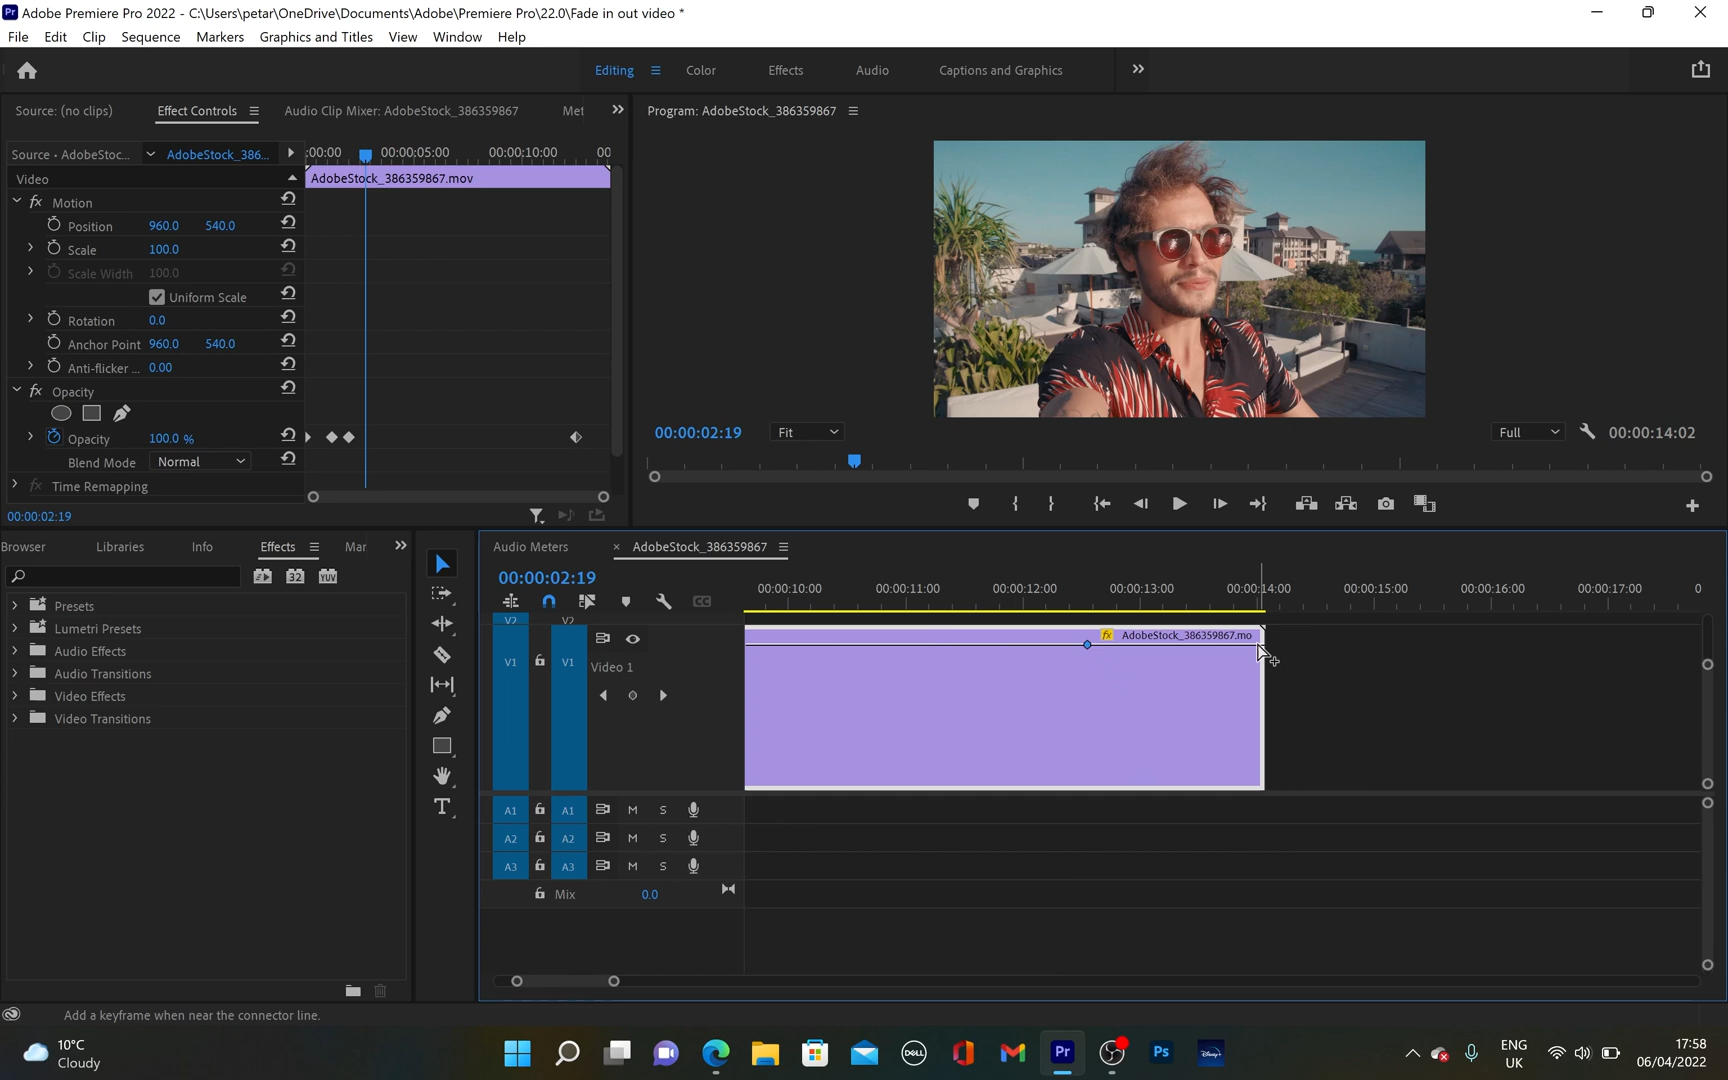 Pr Adobe Premiere Pro 2022 - C:\Users\petar\OneDrive\Documents\Adobe\Premiere Pro\22.0\Fade in out video *
File Edit Clip Sequence Markers Graphics and Titles View Window Help
Editing Color Effects Audio Captions and Graphics
Source: (no clips) Effect Controls Audio Clip Mixer: AdobeStock_386359867 Met
Program: AdobeStock_386359867
Source • AdobeStoc... AdobeStock_386... :00:00 00:00:05:00 00:00:10:00 00
Video AdobeStock_386359867.mov
fx Motion
Position 960.0 540.0
Scale 100.0
Scale Width 100.0
Uniform Scale
Rotation 0.0
Anchor Point 960.0 540.0
Anti-flicker ... 0.00
fx Opacity
Opacity 100.0 %
Blend Mode Normal
fx Time Remapping
00:00:02:19
00:00:02:19 Fit Full 00:00:14:02
Browser Libraries Info Effects Mar
32 YUV
Presets
Lumetri Presets
Audio Effects
Audio Transitions
Video Effects
Video Transitions
Audio Meters × AdobeStock_386359867
00:00:02:19
CC
00:00:10:00 00:00:11:00 00:00:12:00 00:00:13:00 00:00:14:00 00:00:15:00 00:00:16:00 00:00:17:00 0
V2 V2
fx AdobeStock_386359867.mo
V1 V1 Video 1
A1 A1 M S
A2 A2 M S
A3 A3 M S
Mix 0.0
Add a keyframe when near the connector line.
10°C
Cloudy
DELL Pr Ps Disney+
ENG
UK
17:58
06/04/2022